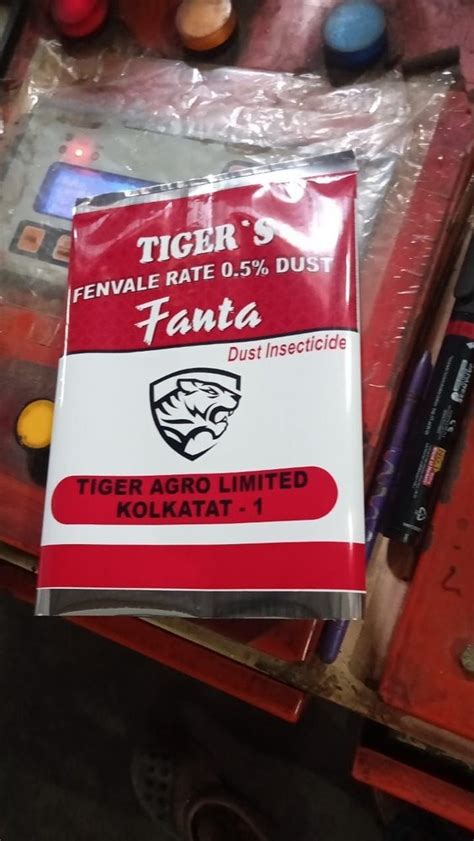 TIGER`S
FENVALE RATE 0.5% DUST
Fanta
Dust Insecticide
TIGER AGRO LIMITED
KOLKATAT - 1